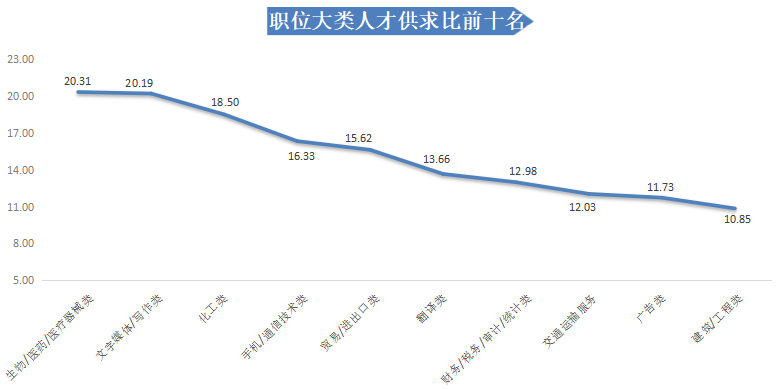 职位大类人才供求比前十名
23.00
20.00
17.00
14.00
11.00
8.00
5.00
20.31
20.19
18.50
16.33
15.62
13.66
12.98
12.03
11.73
10.85
生物/医药/医疗器械类
文字媒体/写作类
化工类
手机/通信技术类
贸易/进出口类
翻译类
财务/税务/审计/统计类
交通运输服务
广告类
建筑/工程类